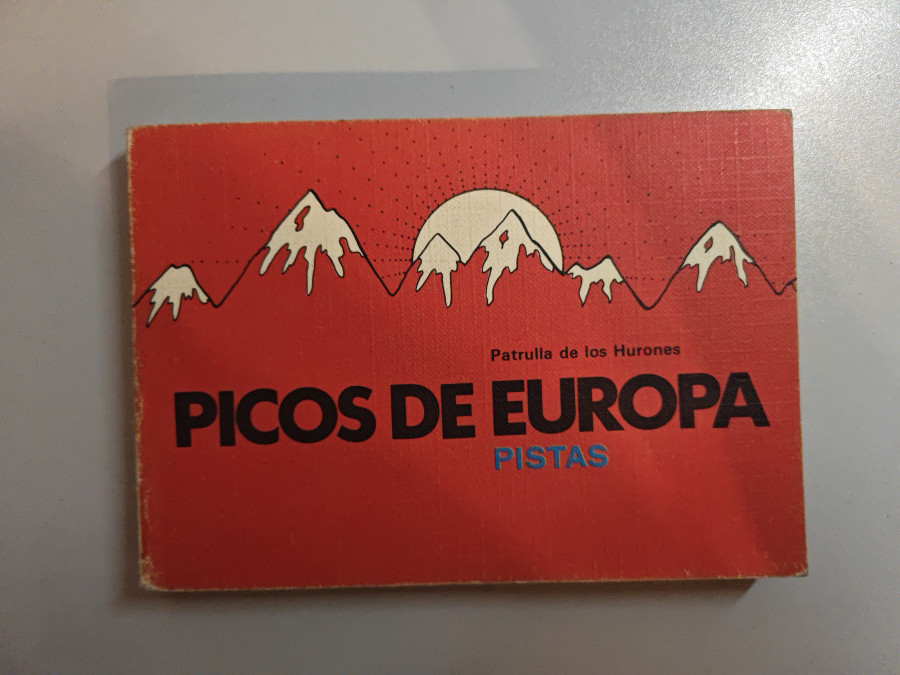 Patrulla de los Hurones
PICOS DE EUROPA
PISTAS